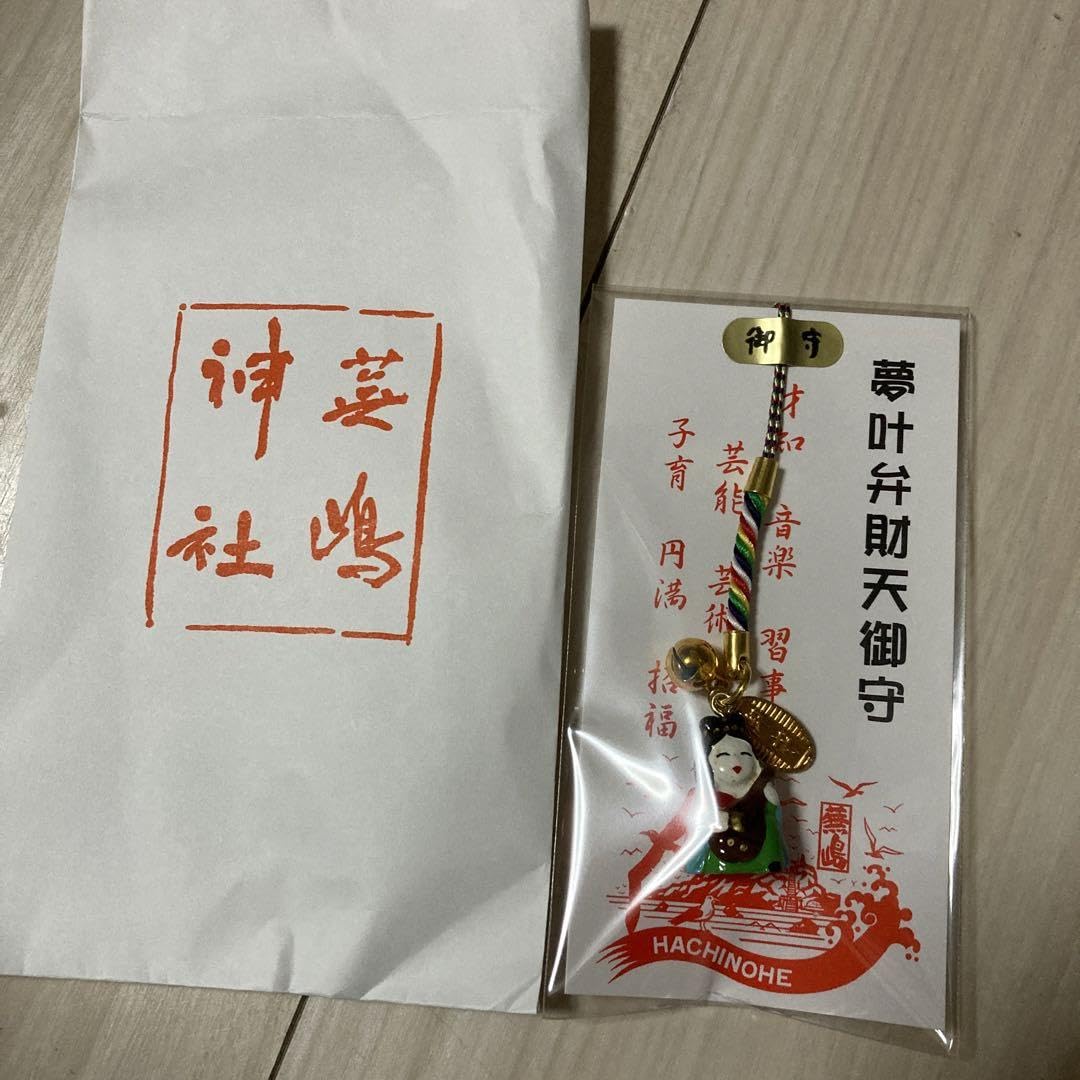 蕪嶋
神社
御守
夢叶弁財天御守
財知 音楽 習事
芸能 芸術
子育 円満 招福
蕪嶋
HACHINOHE